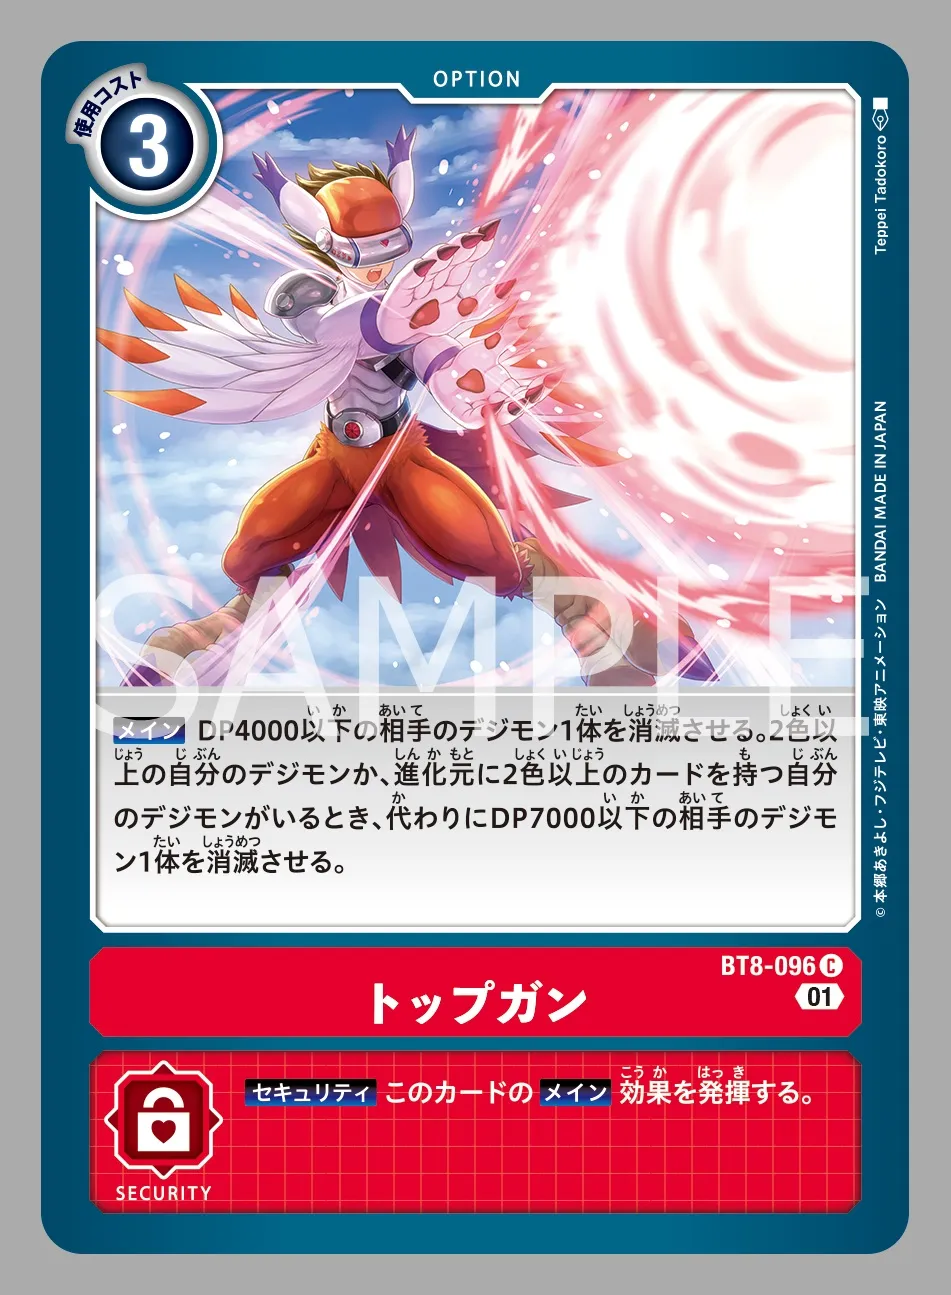 OPTION
使用コスト
3
Teppei Tadokoro
BANDAI MADE IN JAPAN
© 本郷あきよし・フジテレビ・東映アニメーション
SAMPLE
メイン DP4000以下の相手のデジモン1体を消滅させる。2色以
上の自分のデジモンか、進化元に2色以上のカードを持つ自分
のデジモンがいるとき、代わりにDP7000以下の相手のデジモ
ン1体を消滅させる。
BT8-096 C
01
トップガン
セキュリティ このカードの メイン 効果を発揮する。
SECURITY